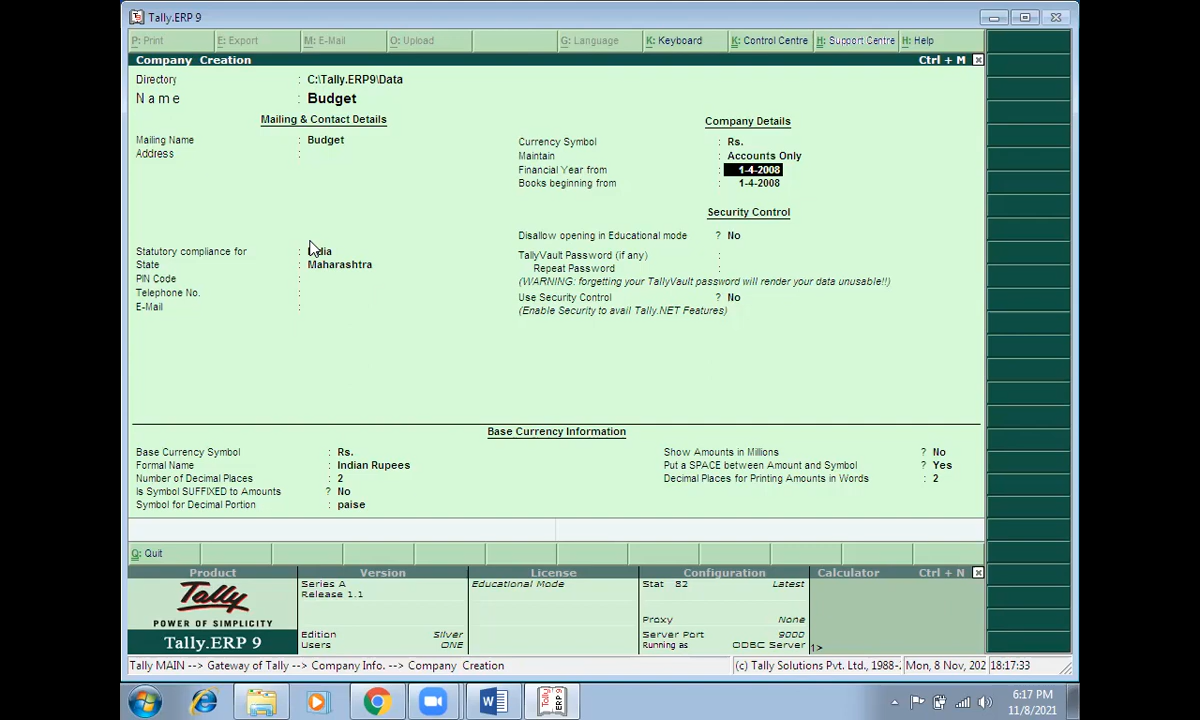 Tally.ERP 9
P: Print E: Export M: E-Mail O: Upload G: Language K: Keyboard K: Control Centre H: Support Centre H: Help
Company Creation Ctrl + M
Directory : C:\Tally.ERP9\Data
Name : Budget
Mailing & Contact Details
Company Details
Mailing Name : Budget
Address :
Currency Symbol : Rs.
Maintain : Accounts Only
Financial Year from : 1-4-2008
Books beginning from : 1-4-2008
Security Control
Disallow opening in Educational mode ? No
Statutory compliance for :
State : Maharashtra
PIN Code :
Telephone No. :
E-Mail :
TallyVault Password (if any) :
Repeat Password :
(WARNING: forgetting your TallyVault password will render your data unusable!!)
Use Security Control ? No
(Enable Security to avail Tally.NET Features)
Base Currency Information
Base Currency Symbol : Rs.
Formal Name : Indian Rupees
Number of Decimal Places : 2
Is Symbol SUFFIXED to Amounts ? No
Symbol for Decimal Portion : paise
Show Amounts in Millions ? No
Put a SPACE between Amount and Symbol ? Yes
Decimal Places for Printing Amounts in Words : 2
Q: Quit
Product Version License Configuration Calculator Ctrl + N
Tally
POWER OF SIMPLICITY
Tally.ERP 9
Series A
Release 1.1
Edition Silver
Users ONE
Educational Mode
Stat 82 Latest
Proxy None
Server Port 9000
Running as ODBC Server
1>
Tally MAIN --> Gateway of Tally --> Company Info. --> Company Creation (c) Tally Solutions Pvt. Ltd., 1988-. Mon, 8 Nov, 202 18:17:33
Tally ERP 9
6:17 PM
11/8/2021